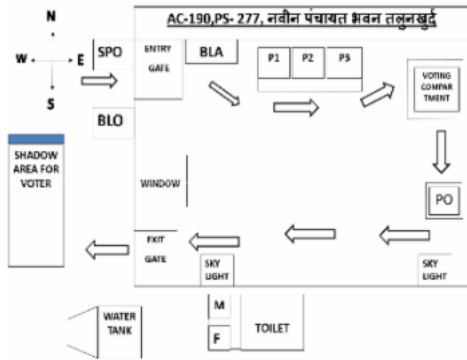 AC-190,PS- 277, नवीन पंचायत भवन तलुनखुर्द
N
W
E
S
SPO
ENTRY
GATE
BLA
P1
P2
P3
VOTING
COMPAR
TMENT
BLO
SHADOW
AREA FOR
VOTER
WINDOW
PO
EXIT
GATE
SKY
LIGHT
SKY
LIGHT
WATER
TANK
M
F
TOILET